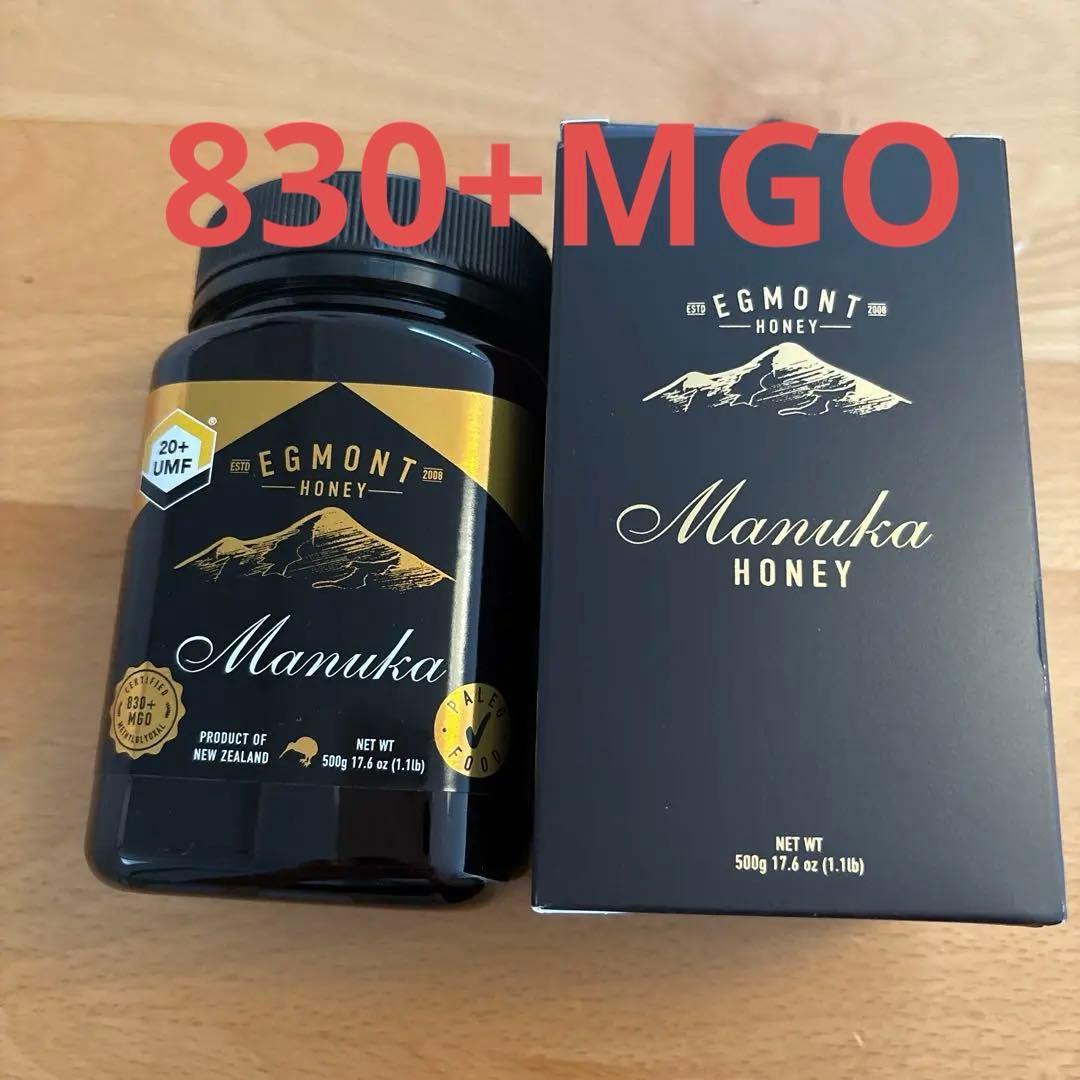 830+MGO
20+
UMF
®
ESTD EGMONT 2008
HONEY
Manuka
CERTIFIED
830+
MGO
METHYLGLYOXAL
PRODUCT OF
NEW ZEALAND
NET WT
500g 17.6 oz (1.1lb)
PALEO
FOOD
ESTD EGMONT 2008
HONEY
Manuka
HONEY
NET WT
500g 17.6 oz (1.1lb)